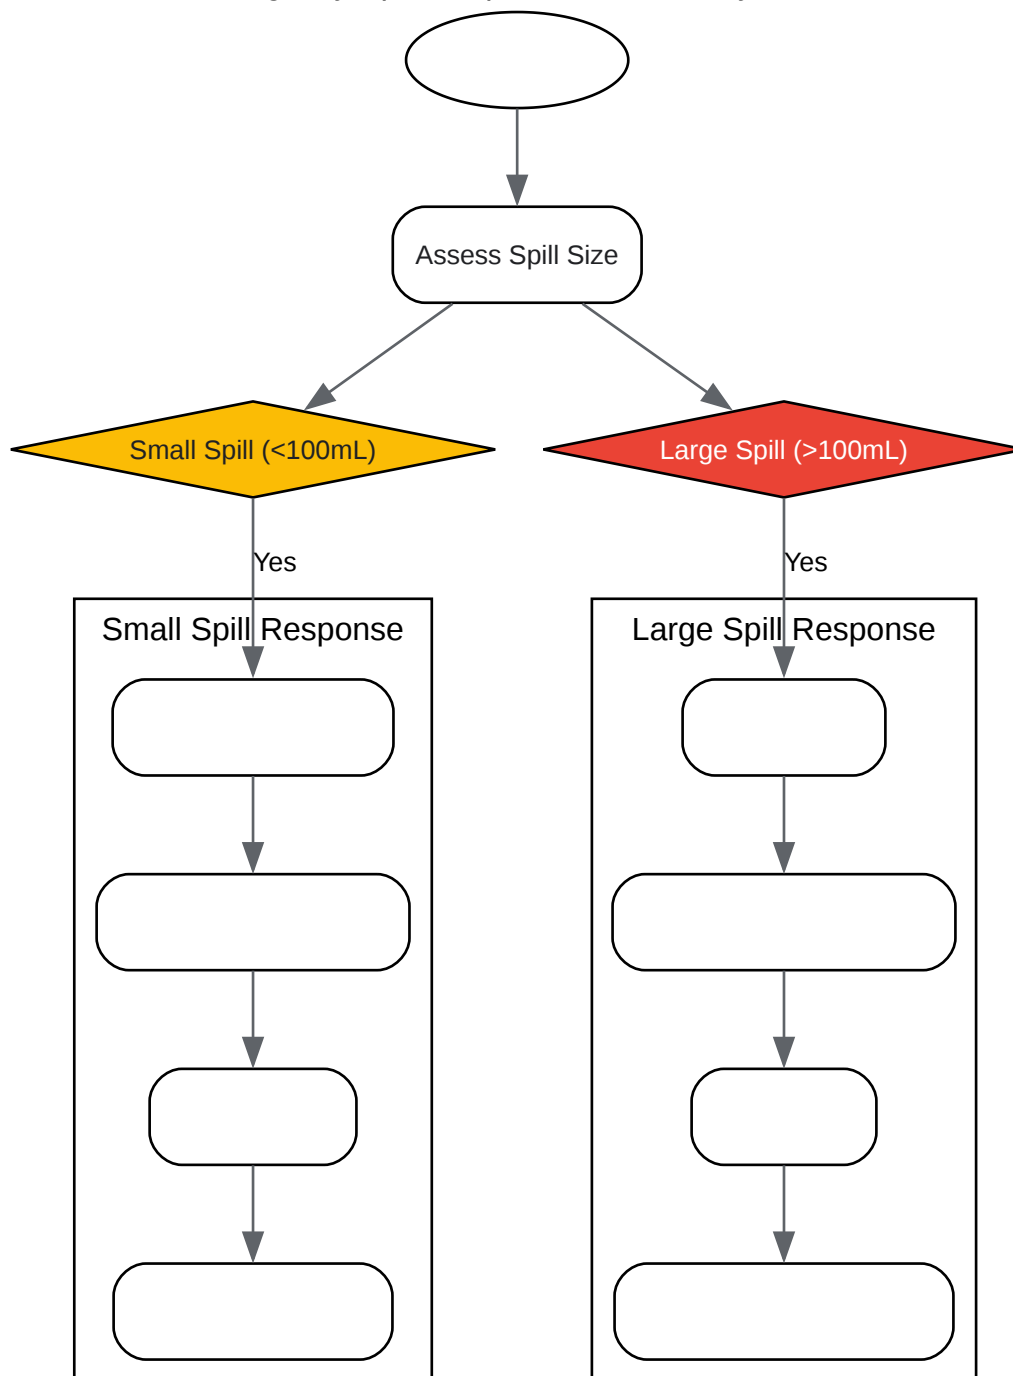 Assess Spill Size
Small Spill (<100mL)
Large Spill (>100mL)
Yes
Yes
Small Spill Response
Large Spill Response